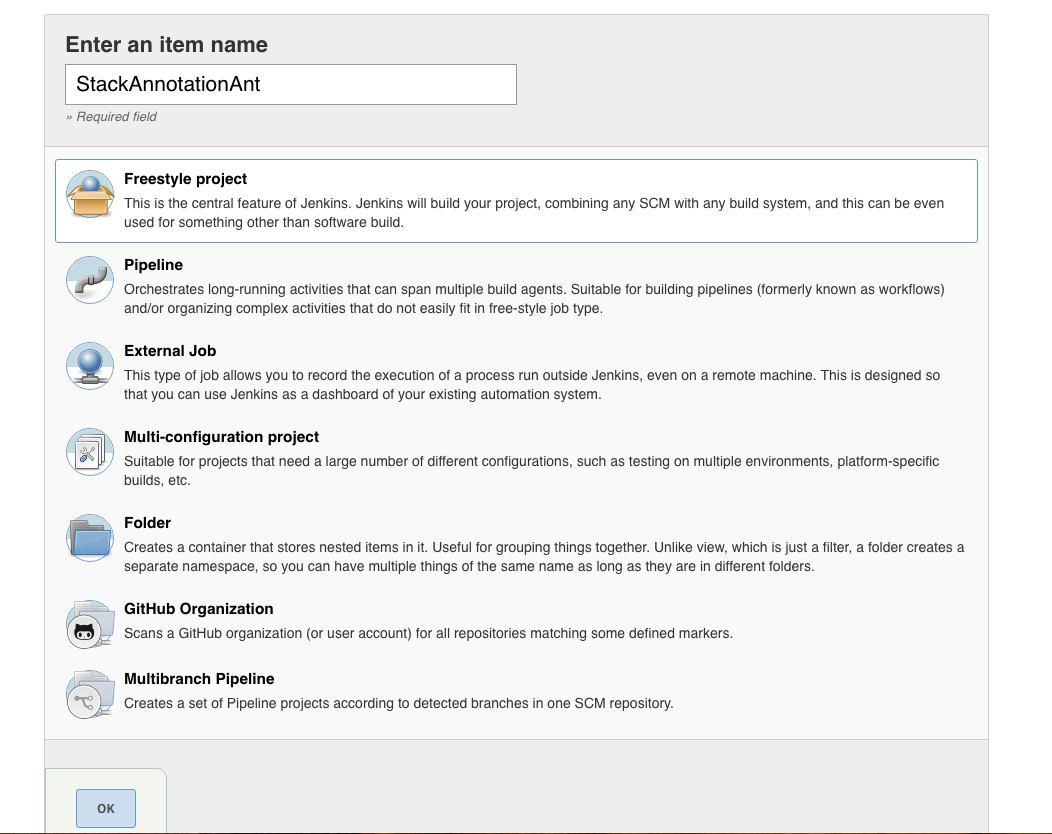 Enter an item name
StackAnnotationAnt
» Required field
Freestyle project
This is the central feature of Jenkins. Jenkins will build your project, combining any SCM with any build system, and this can be even
used for something other than software build.
Pipeline
Orchestrates long-running activities that can span multiple build agents. Suitable for building pipelines (formerly known as workflows)
and/or organizing complex activities that do not easily fit in free-style job type.
External Job
This type of job allows you to record the execution of a process run outside Jenkins, even on a remote machine. This is designed so
that you can use Jenkins as a dashboard of your existing automation system.
Multi-configuration project
Suitable for projects that need a large number of different configurations, such as testing on multiple environments, platform-specific
builds, etc.
Folder
Creates a container that stores nested items in it. Useful for grouping things together. Unlike view, which is just a filter, a folder creates a
separate namespace, so you can have multiple things of the same name as long as they are in different folders.
GitHub Organization
Scans a GitHub organization (or user account) for all repositories matching some defined markers.
Multibranch Pipeline
Creates a set of Pipeline projects according to detected branches in one SCM repository.
OK